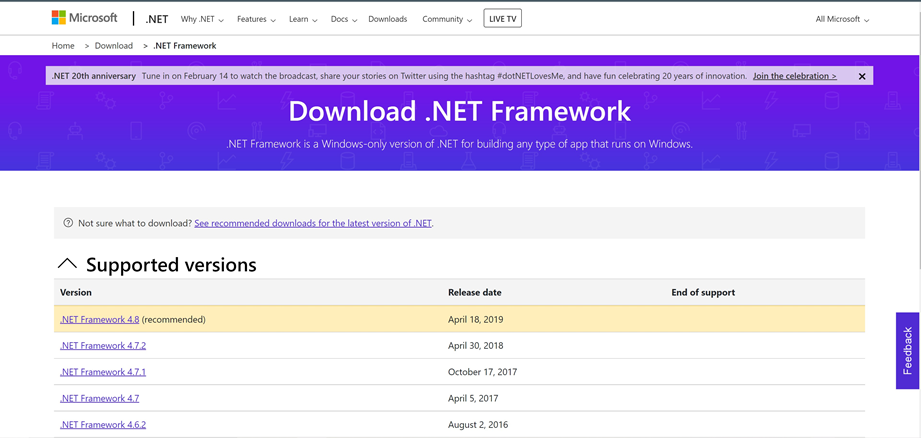 Microsoft | .NET Why .NET Features Learn Docs Downloads Community LIVE TV All Microsoft
Home > Download > .NET Framework
.NET 20th anniversary Tune in on February 14 to watch the broadcast, share your stories on Twitter using the hashtag #dotNETLovesMe, and have fun celebrating 20 years of innovation. Join the celebration >
Download .NET Framework
.NET Framework is a Windows-only version of .NET for building any type of app that runs on Windows.
Not sure what to download? See recommended downloads for the latest version of .NET.
Supported versions
Version Release date End of support
.NET Framework 4.8 (recommended) April 18, 2019
.NET Framework 4.7.2 April 30, 2018
.NET Framework 4.7.1 October 17, 2017
.NET Framework 4.7 April 5, 2017
.NET Framework 4.6.2 August 2, 2016
Feedback